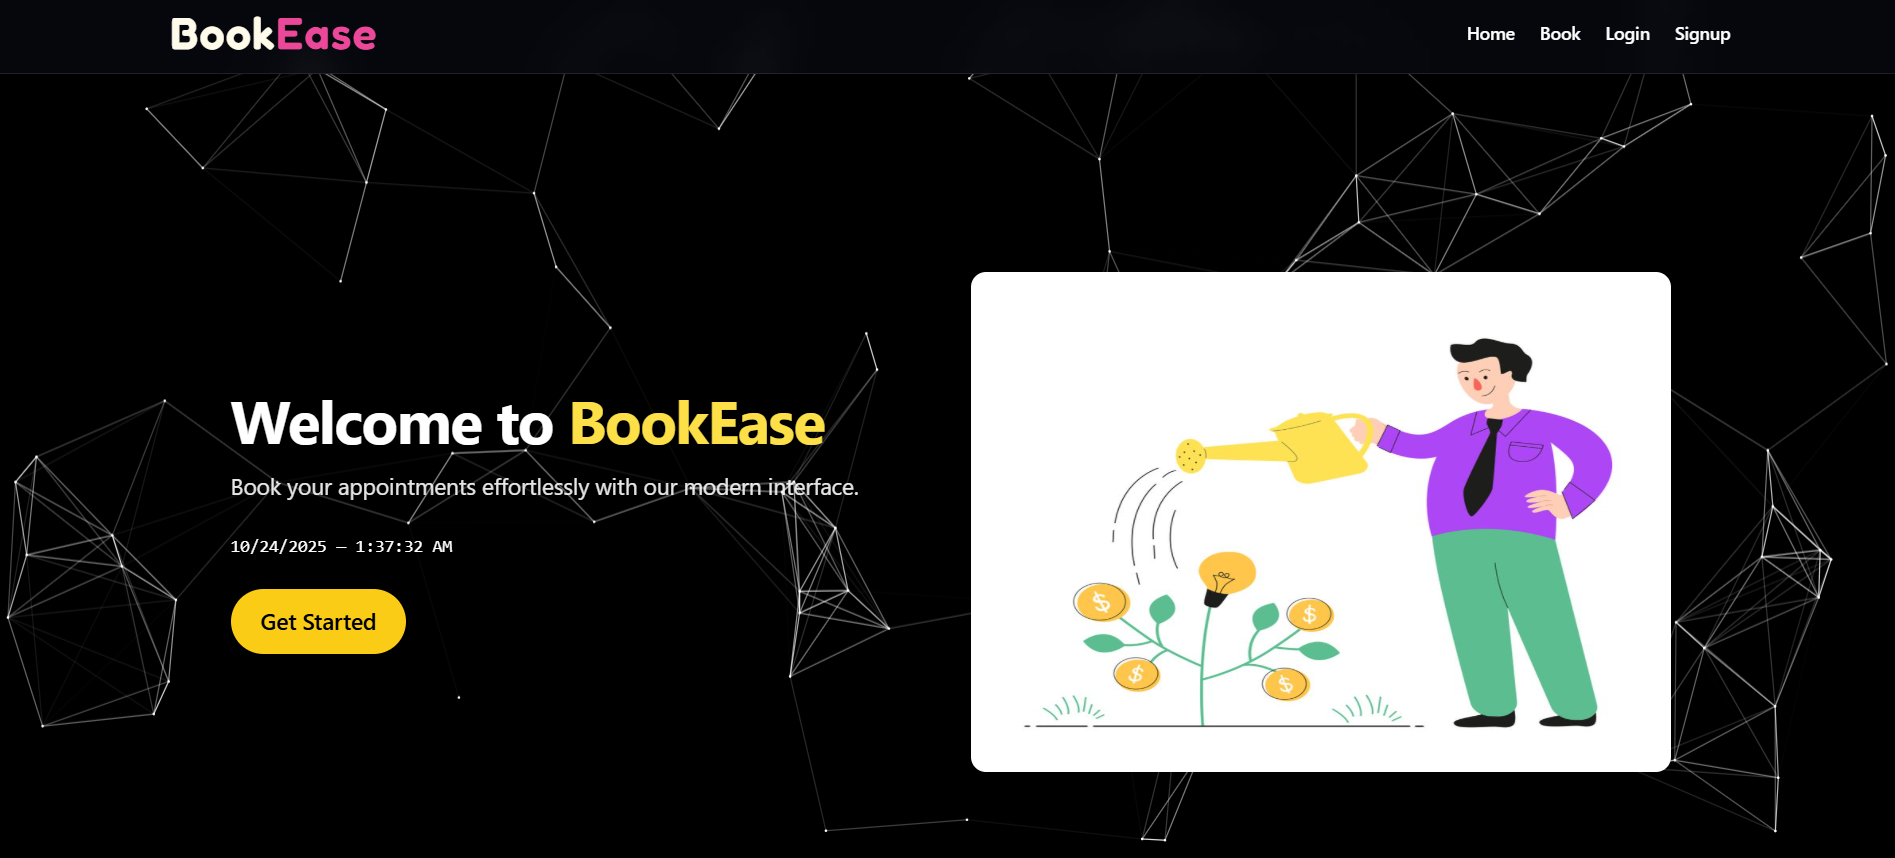 BookEase
Home Book Login Signup
Welcome to BookEase
Book your appointments effortlessly with our modern interface.
10/24/2025 — 1:37:32 AM
Get Started
$
$
$
$